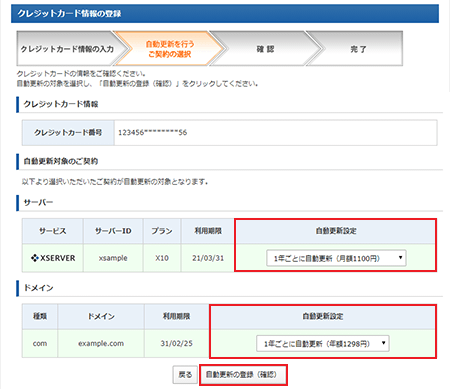 クレジットカード情報の登録
クレジットカード情報の入力
自動更新を行う
ご契約の選択
確認
完了
クレジットカードの情報をご確認ください。
自動更新の対象を選択し、「自動更新の登録（確認）」をクリックしてください。
クレジットカード情報
クレジットカード番号 123456********56
自動更新対象のご契約
以下より選択いただいたご契約が自動更新の対象となります。
サーバー
サービス サーバーID プラン 利用期限 自動更新設定
XSERVER xsample X10 21/03/31 1年ごとに自動更新（月額1100円）
ドメイン
種類 ドメイン 利用期限 自動更新設定
com example.com 31/02/25 1年ごとに自動更新（年額1298円）
戻る 自動更新の登録（確認）